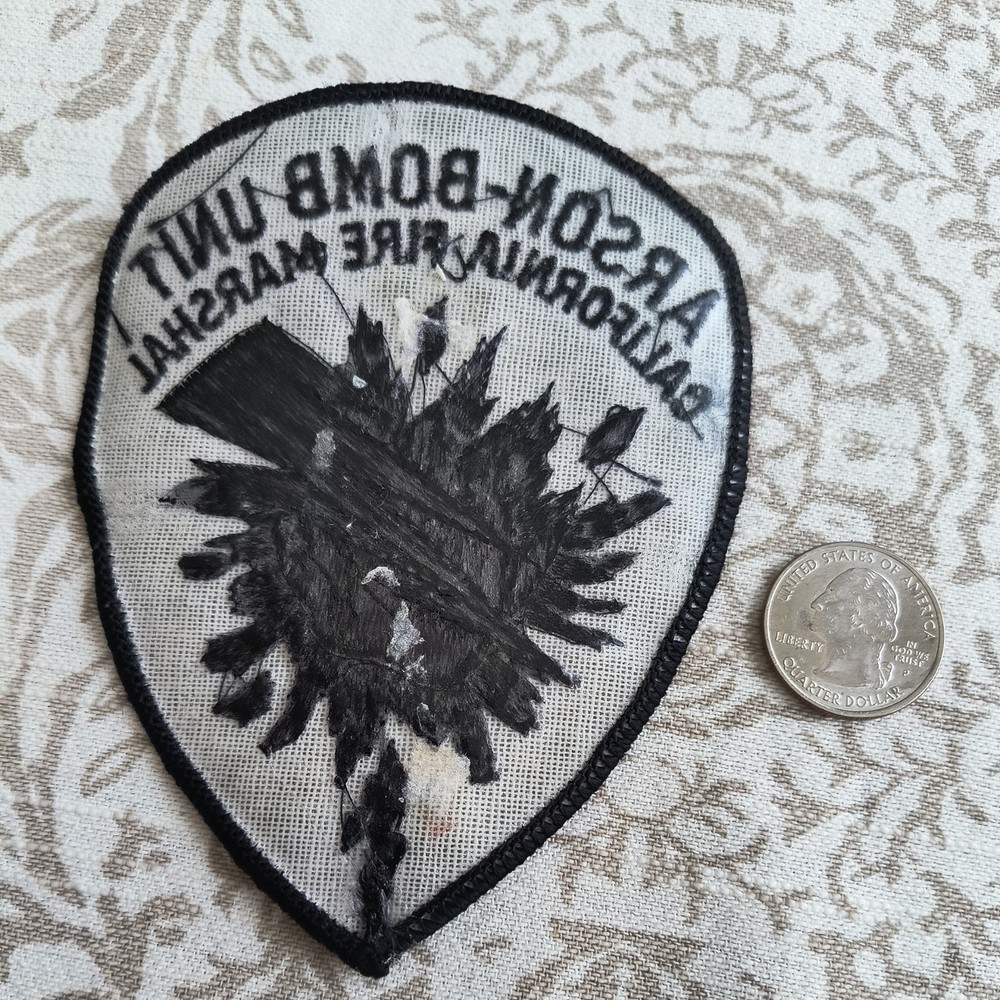 ARSON-BOMB UNIT
CALIFORNIA FIRE MARSHAL
UNITED STATES OF AMERICA
LIBERTY
IN
GOD WE
TRUST
P
QUARTER DOLLAR